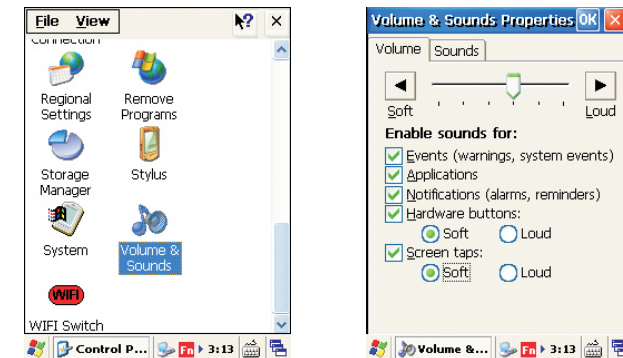 File View
?
Connection
Regional Settings
Remove Programs
Storage Manager
Stylus
System
Volume & Sounds
WIFI
WIFI Switch
Control P... Fn 3:13
Volume & Sounds Properties OK
Volume Sounds
Soft Loud
Enable sounds for:
Events (warnings, system events)
Applications
Notifications (alarms, reminders)
Hardware buttons:
Soft Loud
Screen taps:
Soft Loud
Volume &... Fn 3:13